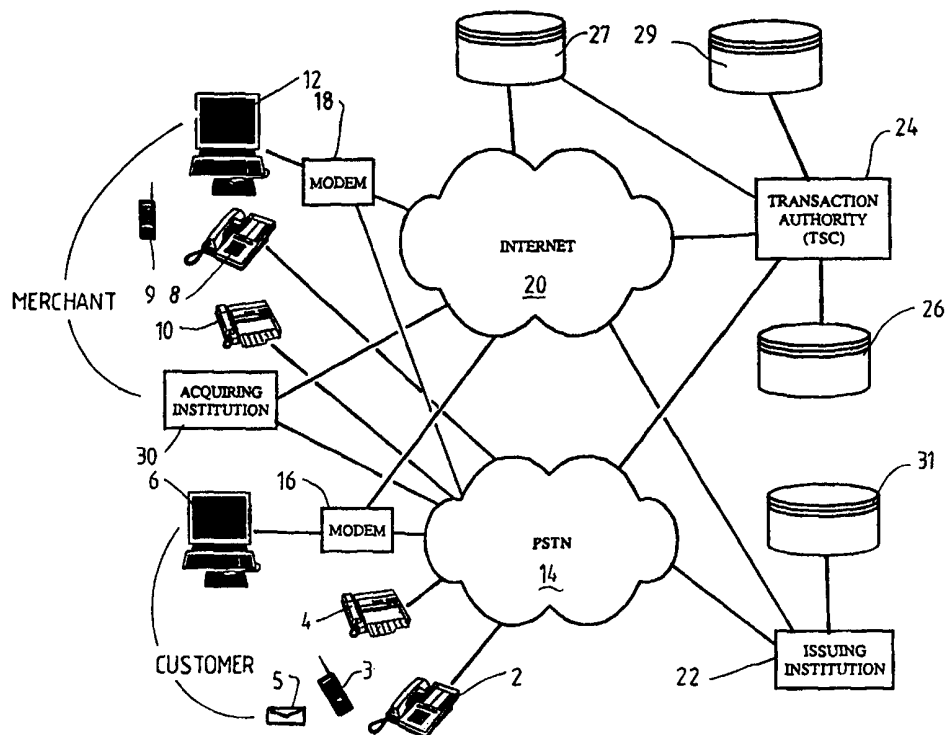 27
29
12
18
24
MODEM
TRANSACTION
AUTHORITY
(TSC)
INTERNET
20
MERCHANT
9
8
10
26
ACQUIRING
INSTITUTION
30
6
16
31
MODEM
PSTN
14
4
CUSTOMER
5
3
2
22
ISSUING
INSTITUTION